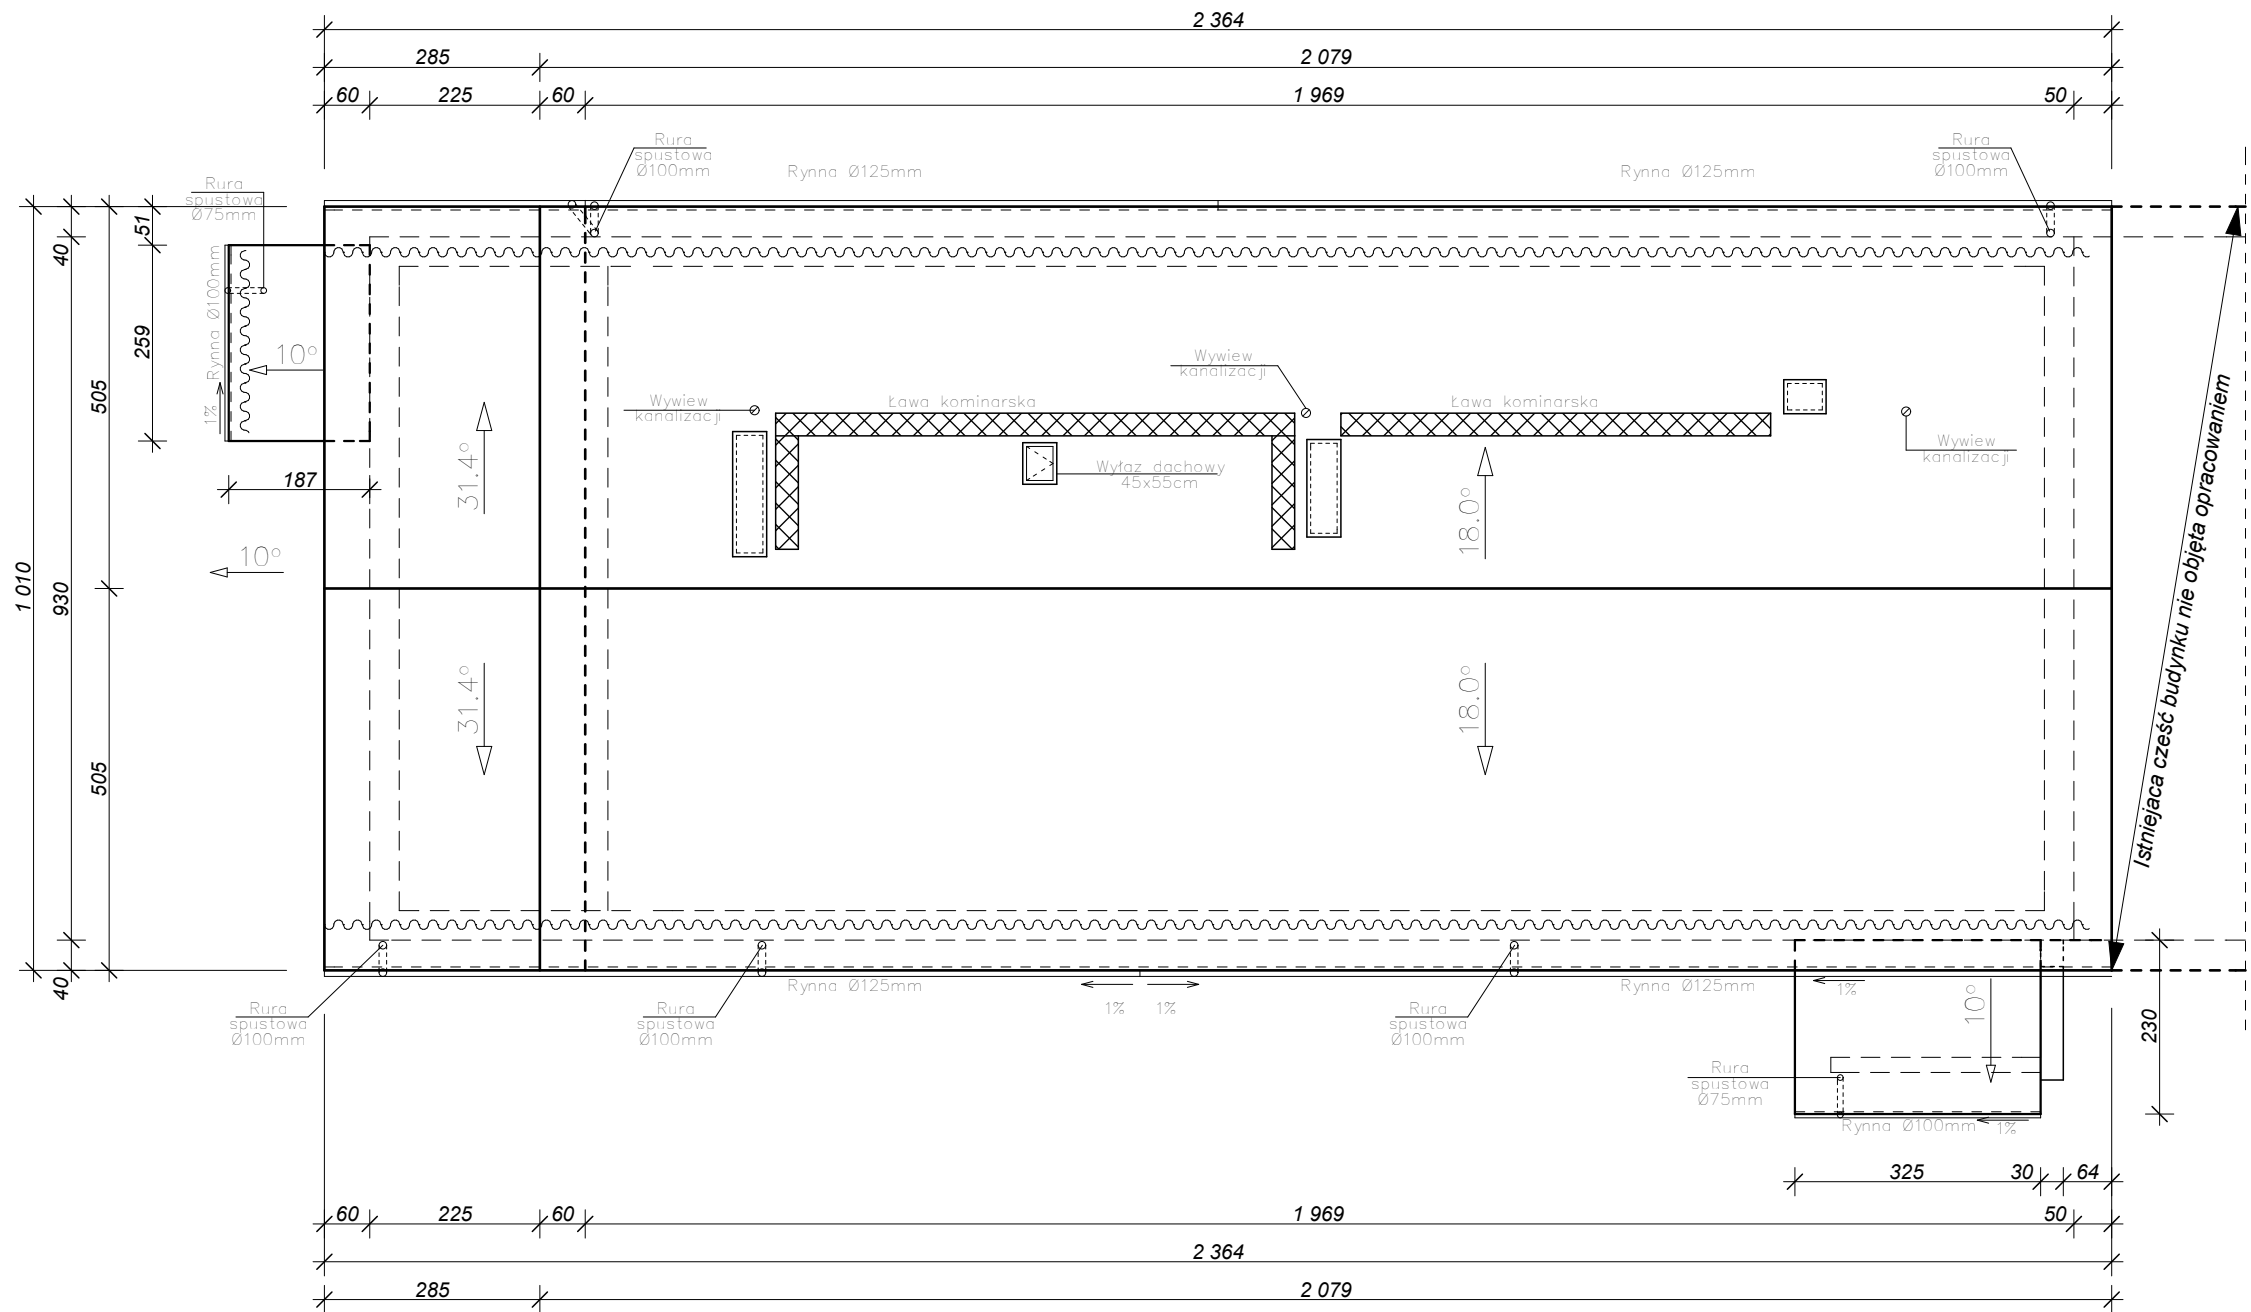 2 364
285
2 079
60
225
60
1 969
50
Rura
spustowa
Ø100mm
Rynna Ø125mm
Rynna Ø125mm
Rura
spustowa
Ø100mm
Rura
spustowa
Ø75mm
51
40
259
505
1 010
930
505
40
Rynna Ø100mm
1%
10°
187
10°
31.4°
31.4°
Wywiew
kanalizacji
Ława kominarska
Wywiew
kanalizacji
Ława kominarska
Wyłaz dachowy
45x55cm
Wywiew
kanalizacji
18.0°
18.0°
Istniejaca cześć budynku nie objęta opracowaniem
Rura
spustowa
Ø100mm
Rura
spustowa
Ø100mm
Rynna Ø125mm
1%
1%
Rura
spustowa
Ø100mm
Rynna Ø125mm
1%
10°
230
Rura
spustowa
Ø75mm
Rynna Ø100mm
1%
325
30
64
60
225
60
1 969
50
2 364
285
2 079